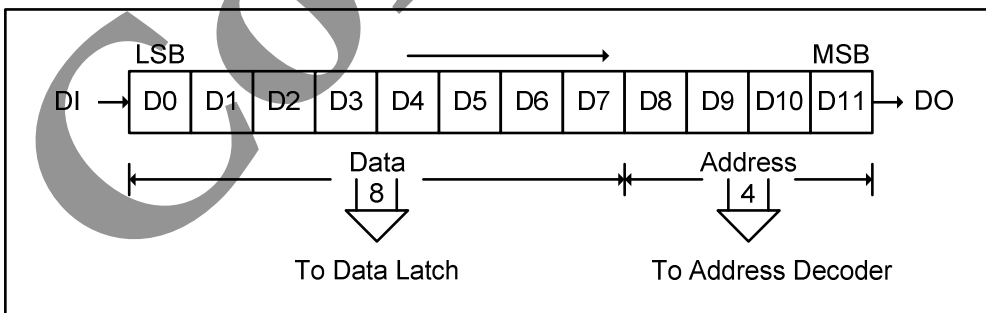 LSB MSB
DI D0 D1 D2 D3 D4 D5 D6 D7 D8 D9 D10 D11 DO
Data Address
8 4
To Data Latch To Address Decoder